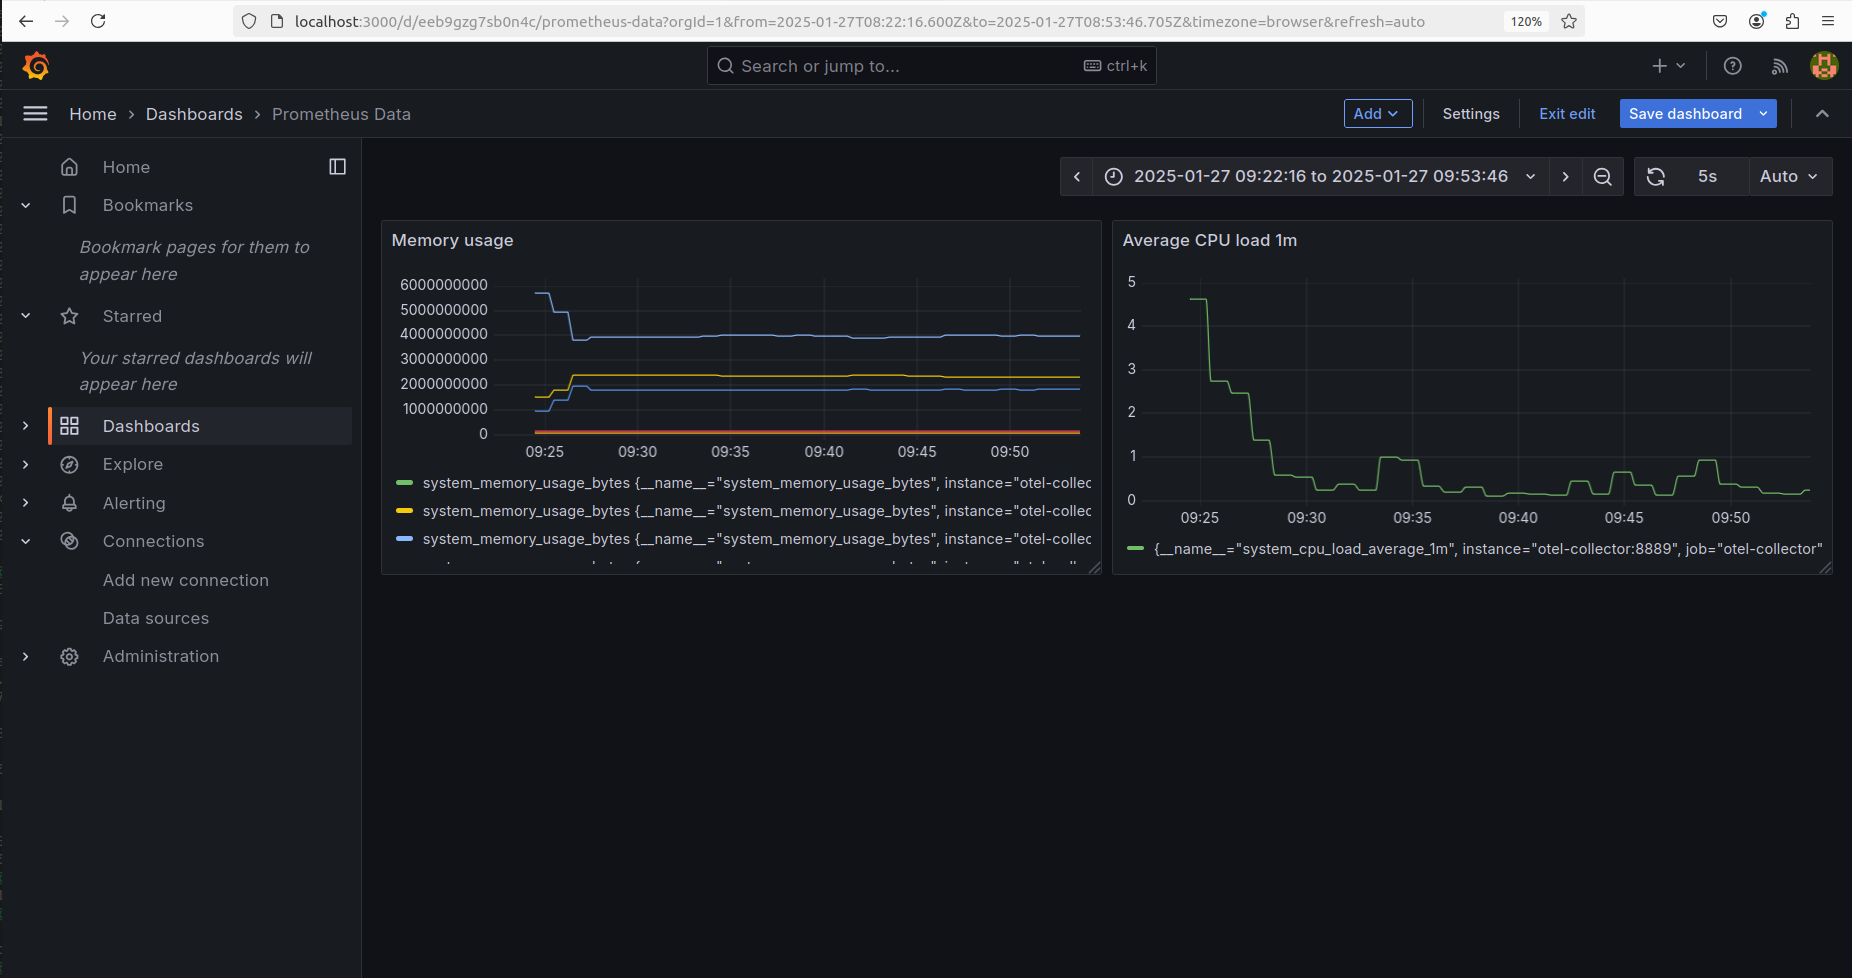 localhost:3000/d/eeb9gzg7sb0n4c/prometheus-data?orgId=1&from=2025-01-27T08:22:16.600Z&to=2025-01-27T08:53:46.705Z&timezone=browser&refresh=auto
120%
Search or jump to...
ctrl+k
Home › Dashboards › Prometheus Data
Add
Settings
Exit edit
Save dashboard
Home
Bookmarks
Bookmark pages for them to
appear here
Starred
Your starred dashboards will
appear here
Dashboards
Explore
Alerting
Connections
Add new connection
Data sources
Administration
2025-01-27 09:22:16 to 2025-01-27 09:53:46
5s
Auto
Memory usage
6000000000
5000000000
4000000000
3000000000
2000000000
1000000000
0
09:25 09:30 09:35 09:40 09:45 09:50
system_memory_usage_bytes {__name__="system_memory_usage_bytes", instance="otel-collec
system_memory_usage_bytes {__name__="system_memory_usage_bytes", instance="otel-collec
system_memory_usage_bytes {__name__="system_memory_usage_bytes", instance="otel-collec
Average CPU load 1m
5
4
3
2
1
0
09:25 09:30 09:35 09:40 09:45 09:50
{__name__="system_cpu_load_average_1m", instance="otel-collector:8889", job="otel-collector"